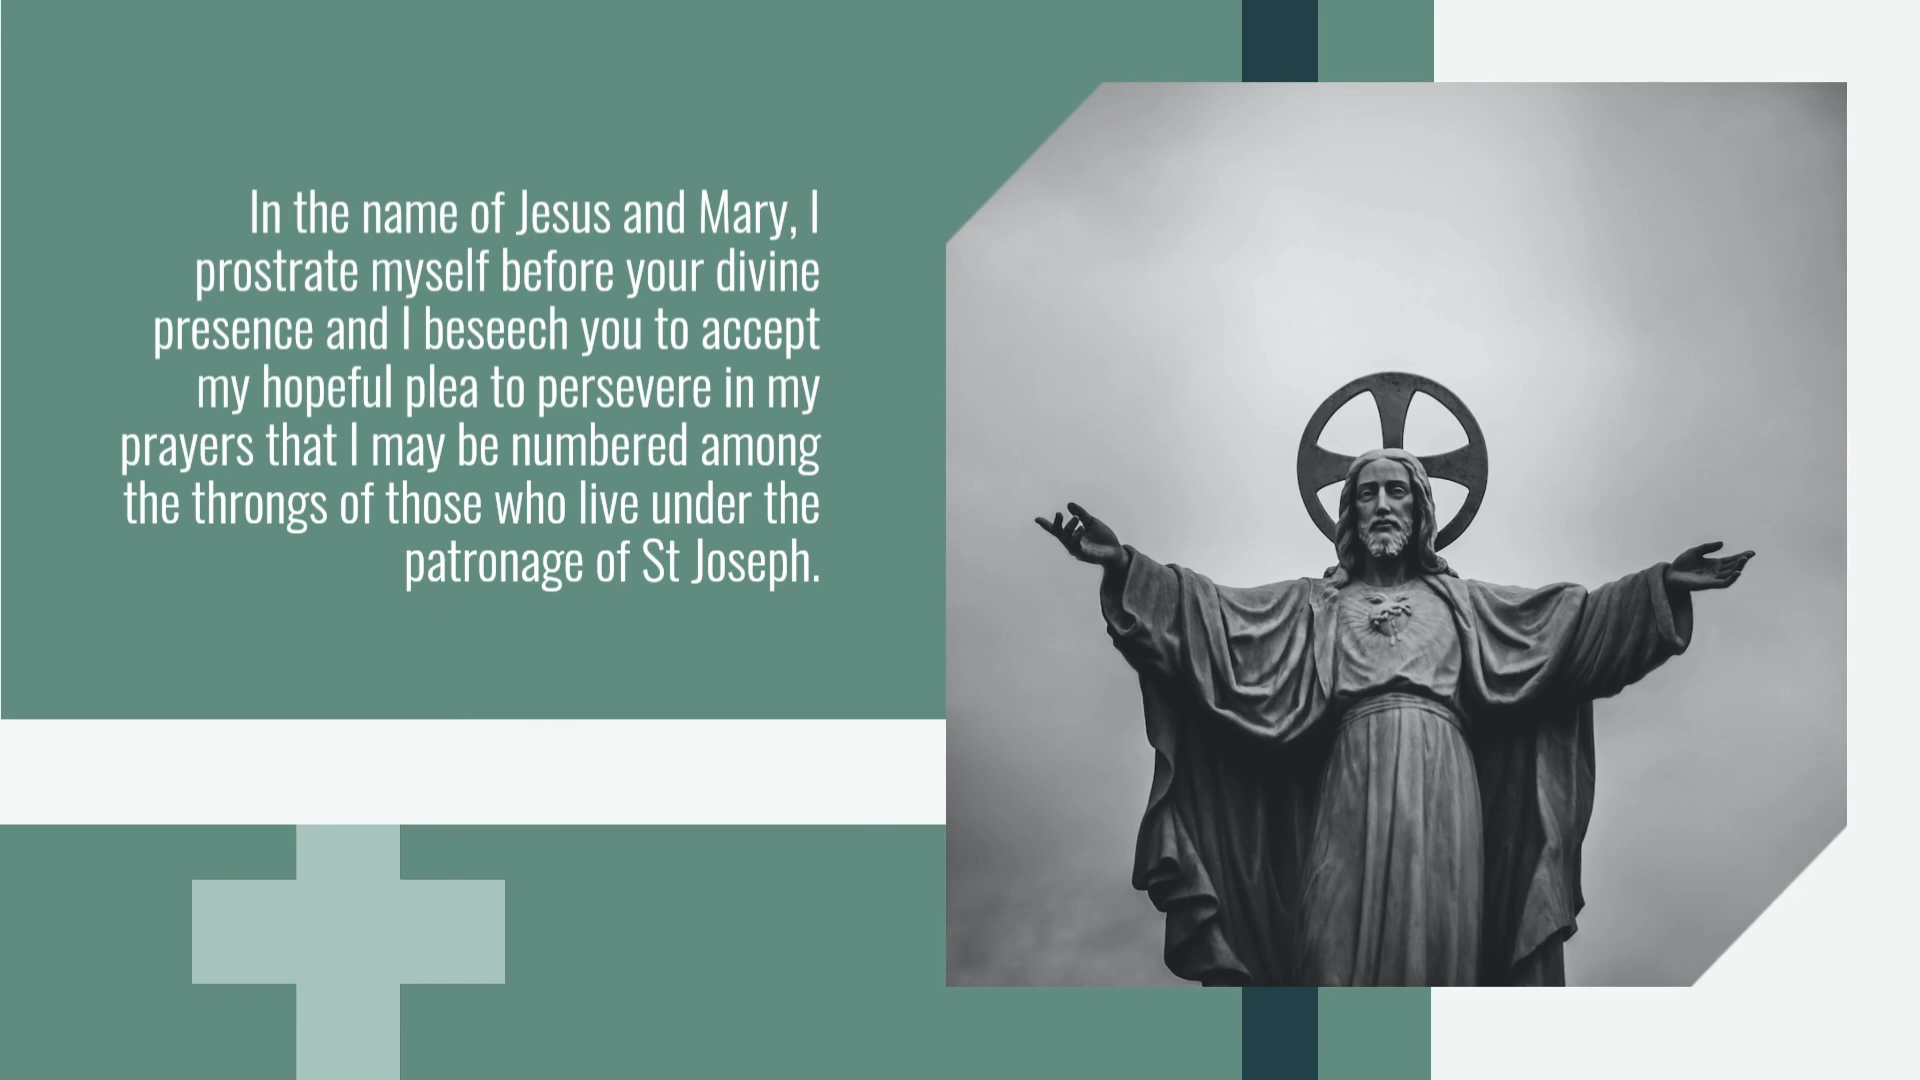 In the name of Jesus and Mary, I
prostrate myself before your divine
presence and I beseech you to accept
my hopeful plea to persevere in my
prayers that I may be numbered among
the throngs of those who live under the
patronage of St Joseph.